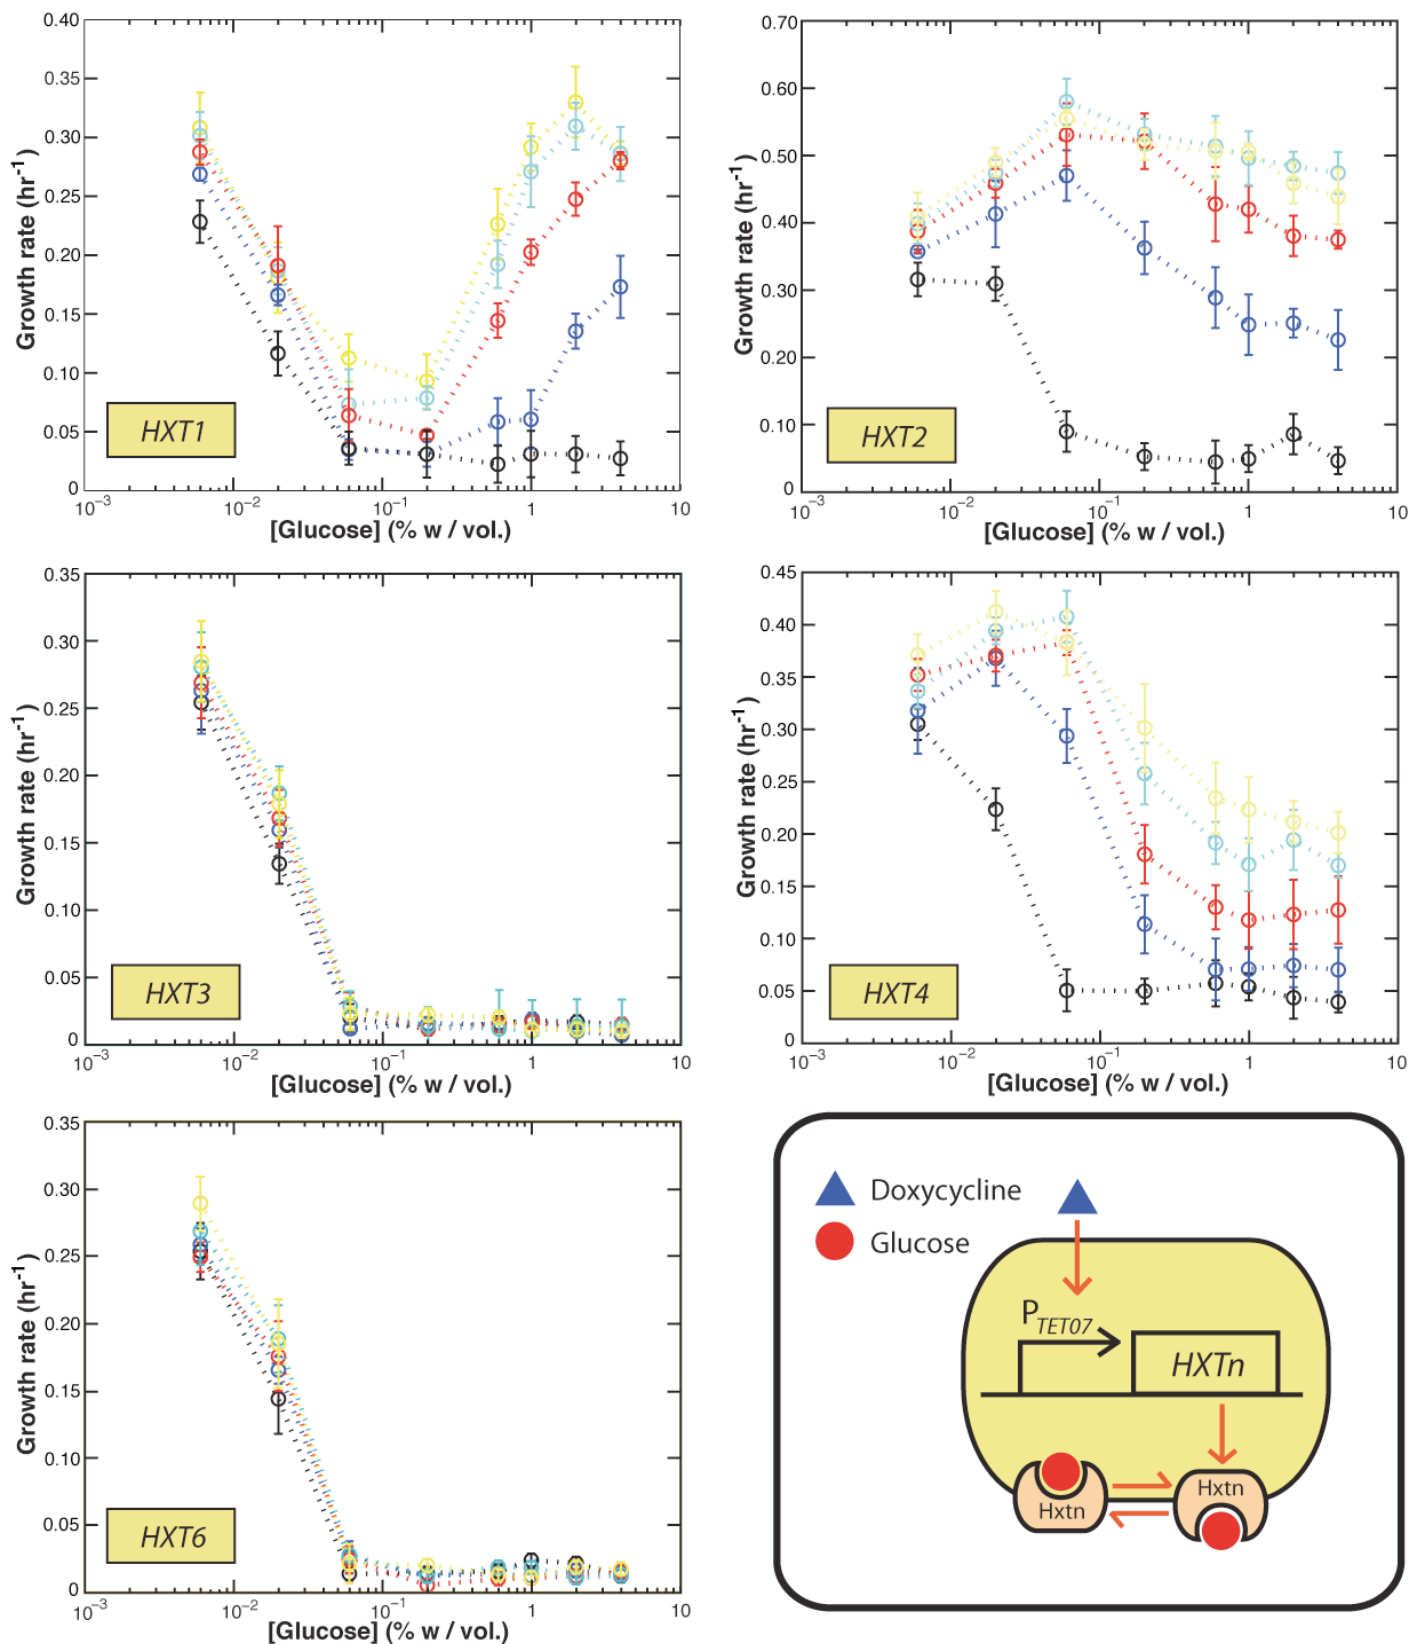 0.40
0.35
0.30
0.25
0.20
0.15
0.10
0.05
0
Growth rate (hr⁻¹)
HXT1
10⁻³ 10⁻² 10⁻¹ 1 10
[Glucose] (% w / vol.)
0.70
0.60
0.50
0.40
0.30
0.20
0.10
0
Growth rate (hr⁻¹)
HXT2
10⁻³ 10⁻² 10⁻¹ 1 10
[Glucose] (% w / vol.)
0.35
0.30
0.25
0.20
0.15
0.10
0.05
0
Growth rate (hr⁻¹)
HXT3
10⁻³ 10⁻² 10⁻¹ 1 10
[Glucose] (% w / vol.)
0.45
0.40
0.35
0.30
0.25
0.20
0.15
0.10
0.05
0
Growth rate (hr⁻¹)
HXT4
10⁻³ 10⁻² 10⁻¹ 1 10
[Glucose] (% w / vol.)
0.35
0.30
0.25
0.20
0.15
0.10
0.05
0
Growth rate (hr⁻¹)
HXT6
10⁻³ 10⁻² 10⁻¹ 1 10
[Glucose] (% w / vol.)
Doxycycline
Glucose
P_TETO7
HXTn
Hxtn
Hxtn